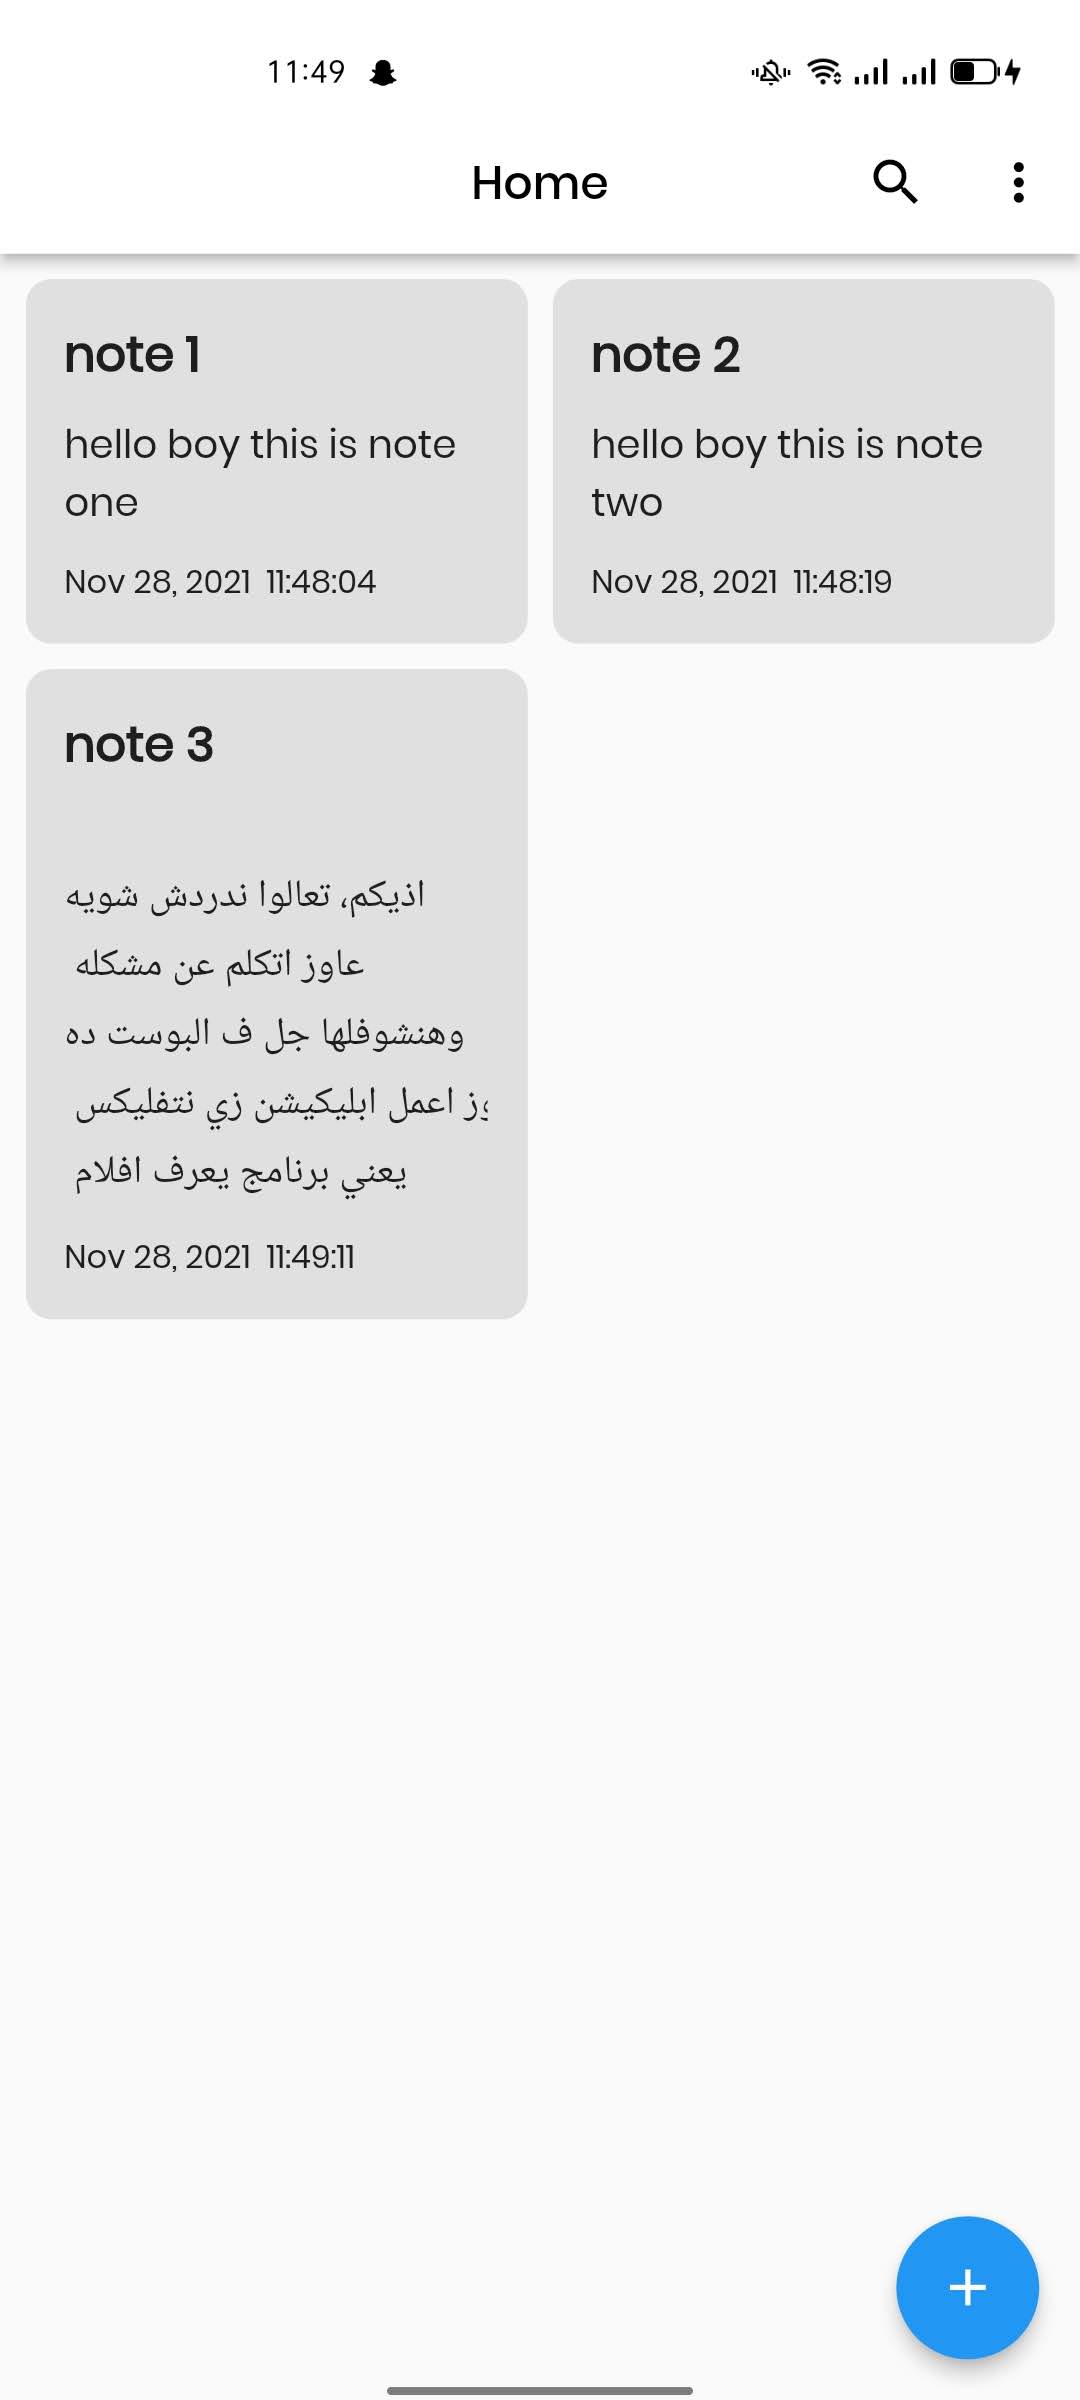 11:49
Home
note 1
hello boy this is note
one
Nov 28, 2021 11:48:04
note 2
hello boy this is note
two
Nov 28, 2021 11:48:19
note 3
اذيكم، تعالوا ندردش شويه
عاوز اتكلم عن مشكله
وهنشوفلها جل ف البوست ده
اعمل ابليكيشن زي نتفليكس
يعني برنامج يعرف افلام
Nov 28, 2021 11:49:11